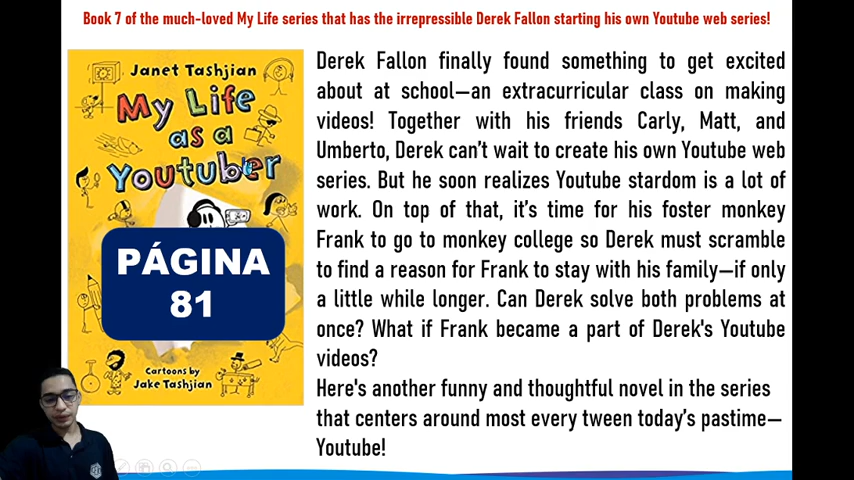 Book 7 of the much-loved My Life series that has the irrepressible Derek Fallon starting his own Youtube web series!
Janet Tashjian
My Life
as a
Youtuber
PÁGINA
81
Cartoons by
Jake Tashjian
Derek Fallon finally found something to get excited
about at school—an extracurricular class on making
videos! Together with his friends Carly, Matt, and
Umberto, Derek can't wait to create his own Youtube web
series. But he soon realizes Youtube stardom is a lot of
work. On top of that, it's time for his foster monkey
Frank to go to monkey college so Derek must scramble
to find a reason for Frank to stay with his family—if only
a little while longer. Can Derek solve both problems at
once? What if Frank became a part of Derek's Youtube
videos?
Here's another funny and thoughtful novel in the series
that centers around most every tween today's pastime—
Youtube!